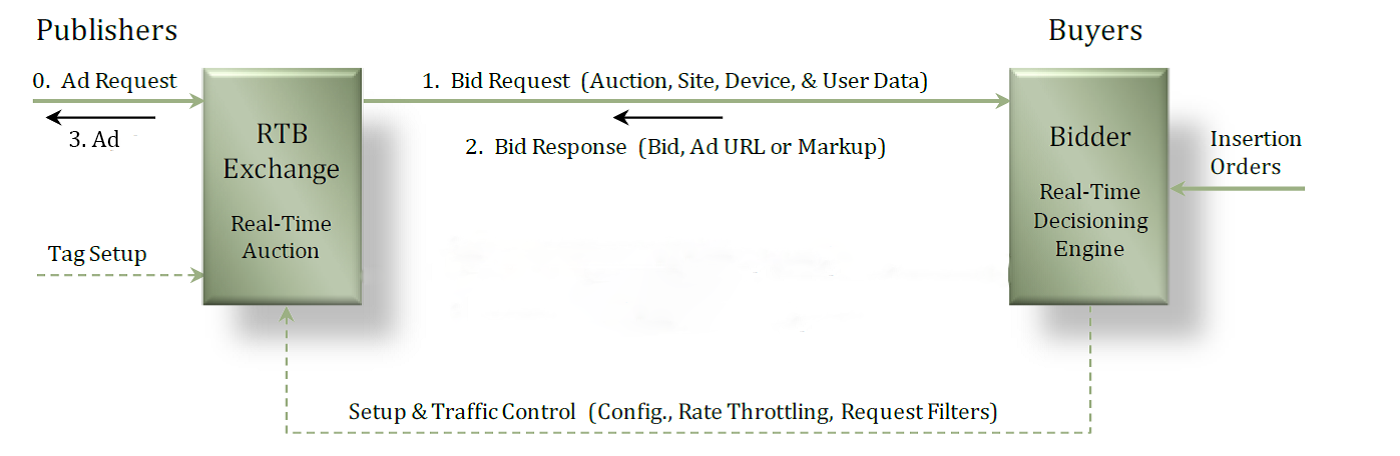 Publishers
Buyers
0. Ad Request
1. Bid Request (Auction, Site, Device, & User Data)
3. Ad
2. Bid Response (Bid, Ad URL or Markup)
RTB
Exchange
Real-Time
Auction
Bidder
Real-Time
Decisioning
Engine
Insertion
Orders
Tag Setup
Setup & Traffic Control (Config., Rate Throttling, Request Filters)